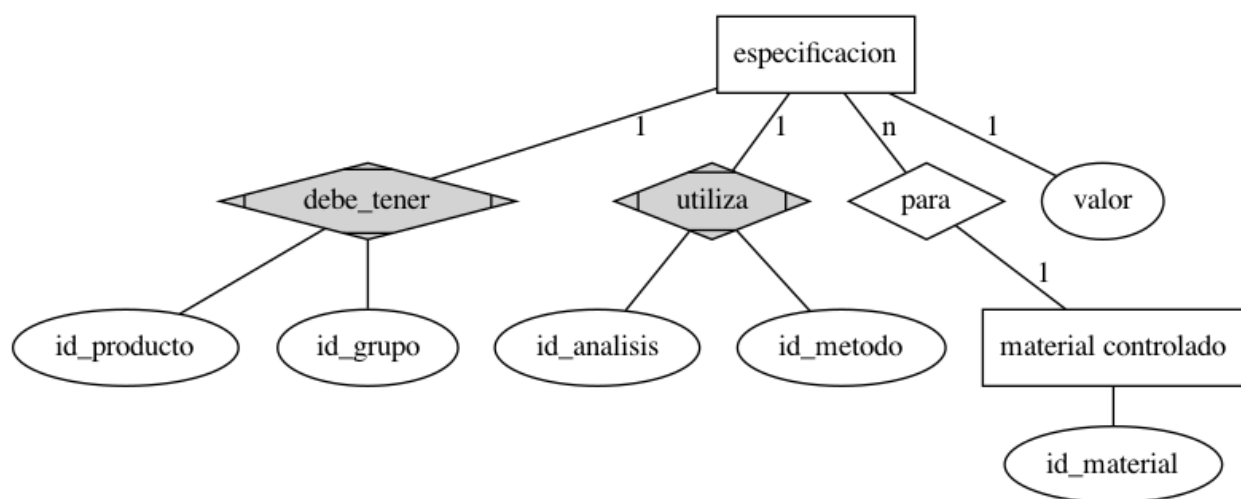 especificacion
1
1
n
1
debe_tener
utiliza
para
valor
1
id_producto
id_grupo
id_analisis
id_metodo
material controlado
id_material